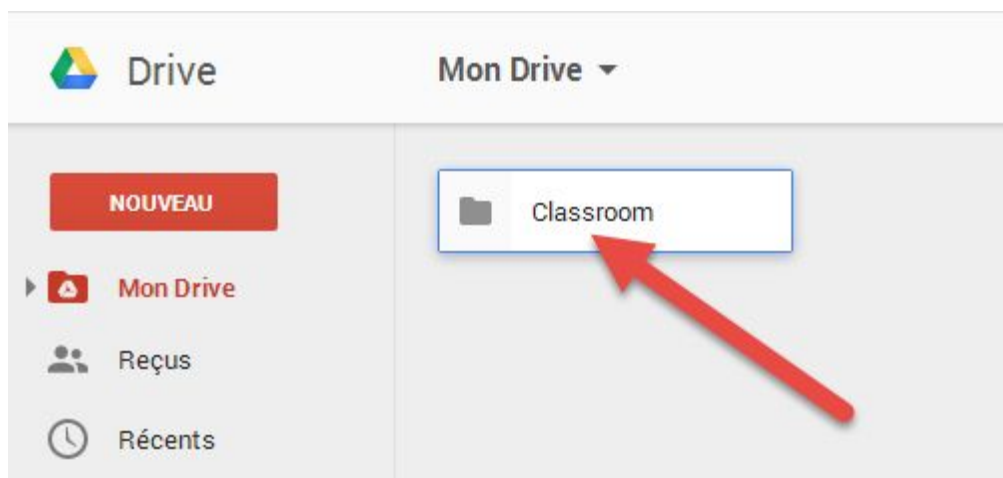 Drive
Mon Drive
NOUVEAU
Classroom
Mon Drive
Reçus
Récents